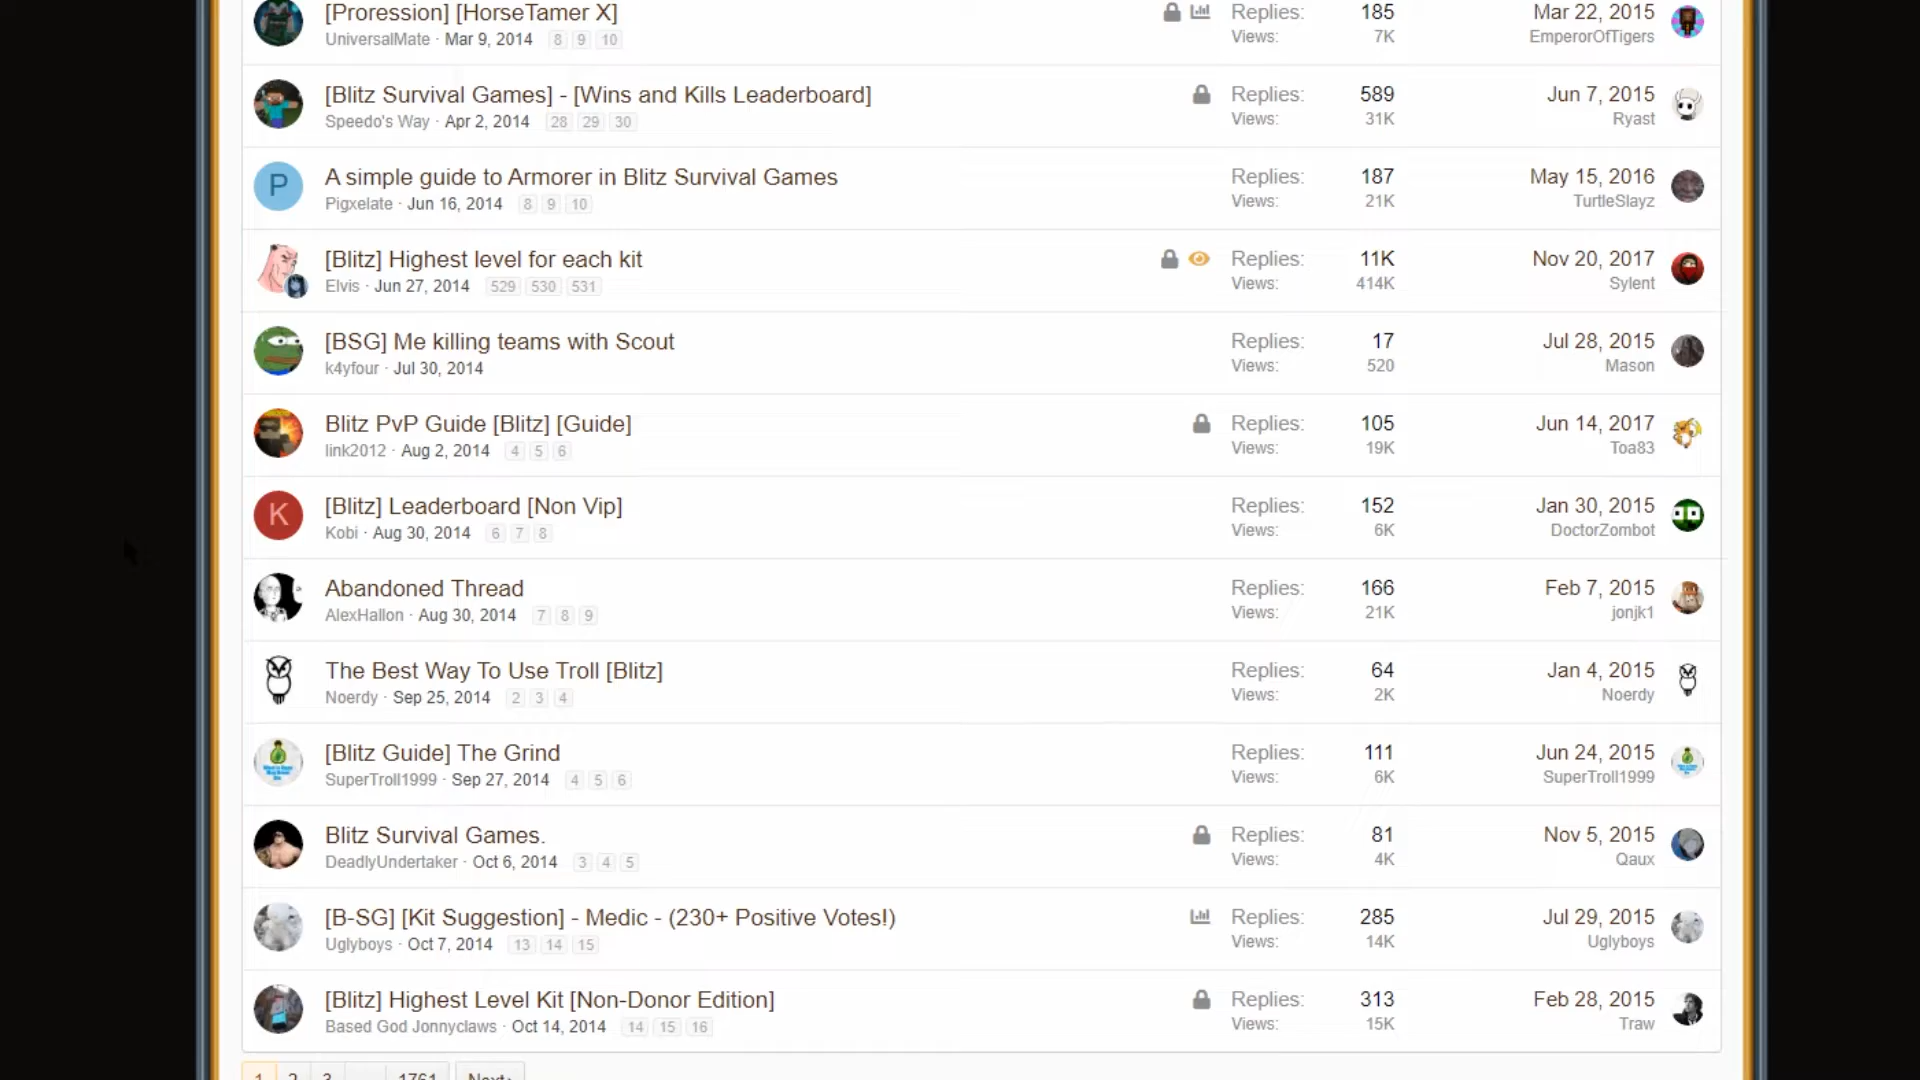 [Proression] [HorseTamer X]
Replies: 185
Mar 22, 2015
UniversalMate · Mar 9, 2014 8 9 10
Views: 7K
EmperorOfTigers
[Blitz Survival Games] - [Wins and Kills Leaderboard]
Replies: 589
Jun 7, 2015
Speedo's Way · Apr 2, 2014 28 29 30
Views: 31K
Ryast
P
A simple guide to Armorer in Blitz Survival Games
Replies: 187
May 15, 2016
Pigxelate · Jun 16, 2014 8 9 10
Views: 21K
TurtleSlayz
[Blitz] Highest level for each kit
Replies: 11K
Nov 20, 2017
Elvis · Jun 27, 2014 529 530 531
Views: 414K
Sylent
[BSG] Me killing teams with Scout
Replies: 17
Jul 28, 2015
k4yfour · Jul 30, 2014
Views: 520
Mason
Blitz PvP Guide [Blitz] [Guide]
Replies: 105
Jun 14, 2017
link2012 · Aug 2, 2014 4 5 6
Views: 19K
Toa83
K
[Blitz] Leaderboard [Non Vip]
Replies: 152
Jan 30, 2015
Kobi · Aug 30, 2014 6 7 8
Views: 6K
DoctorZombot
Abandoned Thread
Replies: 166
Feb 7, 2015
AlexHallon · Aug 30, 2014 7 8 9
Views: 21K
jonjk1
The Best Way To Use Troll [Blitz]
Replies: 64
Jan 4, 2015
Noerdy · Sep 25, 2014 2 3 4
Views: 2K
Noerdy
[Blitz Guide] The Grind
Replies: 111
Jun 24, 2015
SuperTroll1999 · Sep 27, 2014 4 5 6
Views: 6K
SuperTroll1999
Blitz Survival Games.
Replies: 81
Nov 5, 2015
DeadlyUndertaker · Oct 6, 2014 3 4 5
Views: 4K
Qaux
[B-SG] [Kit Suggestion] - Medic - (230+ Positive Votes!)
Replies: 285
Jul 29, 2015
Uglyboys · Oct 7, 2014 13 14 15
Views: 14K
Uglyboys
[Blitz] Highest Level Kit [Non-Donor Edition]
Replies: 313
Feb 28, 2015
Based God Jonnyclaws · Oct 14, 2014 14 15 16
Views: 15K
Traw
1 2 3 1761 Next